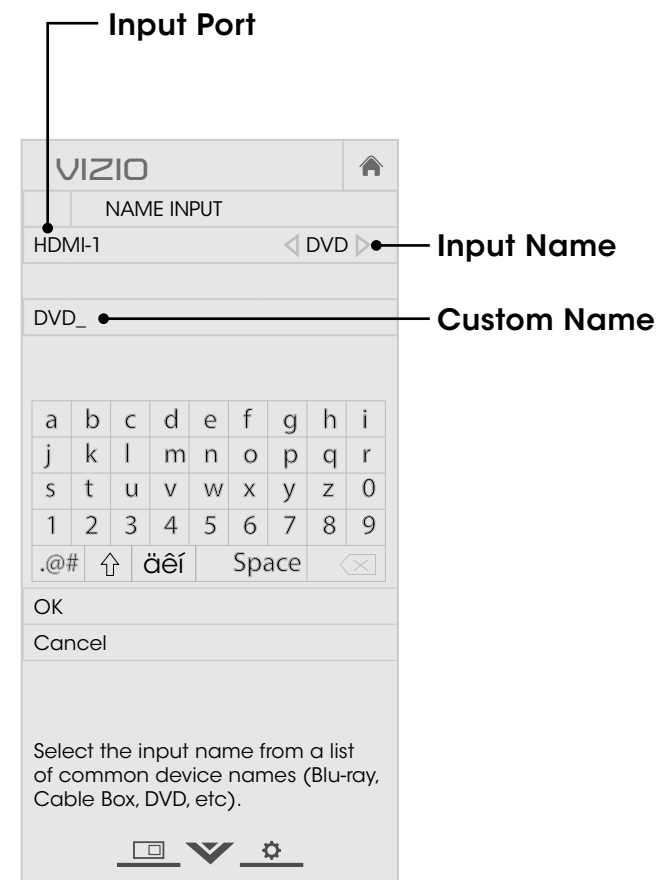 Input Port
VIZIO
NAME INPUT
HDMI-1 DVD Input Name
DVD_ Custom Name
a b c d e f g h i
j k l m n o p q r
s t u v w x y z 0
1 2 3 4 5 6 7 8 9
.@# äêí Space
OK
Cancel
Select the input name from a list
of common device names (Blu-ray,
Cable Box, DVD, etc).